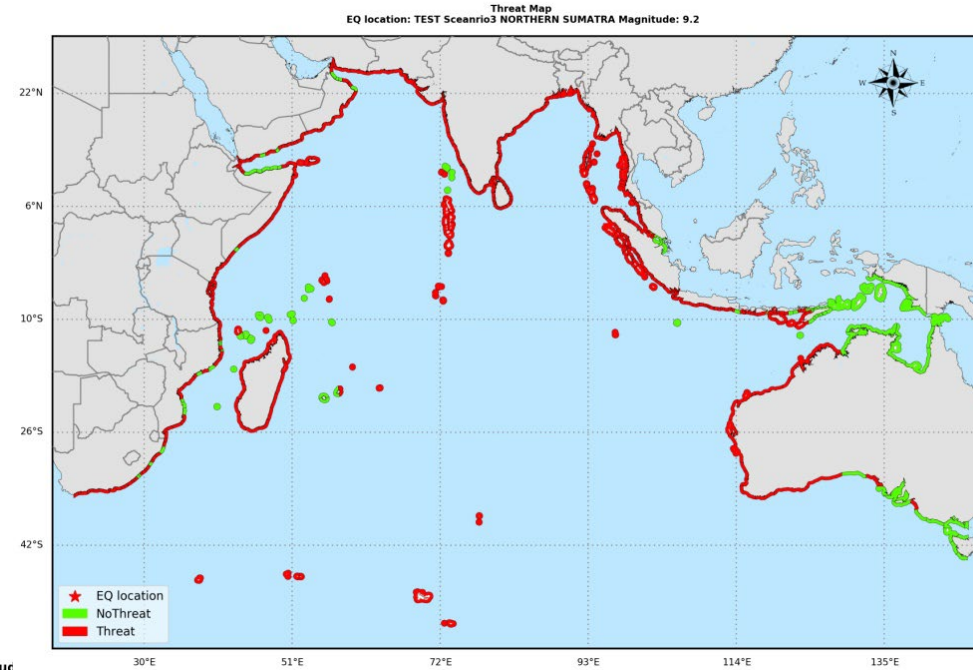 Threat Map
EQ location: TEST Sceanrio3 NORTHERN SUMATRA Magnitude: 9.2
N
W E
S
22°N
6°N
10°S
26°S
42°S
EQ location
NoThreat
Threat
30°E 51°E 72°E 93°E 114°E 135°E